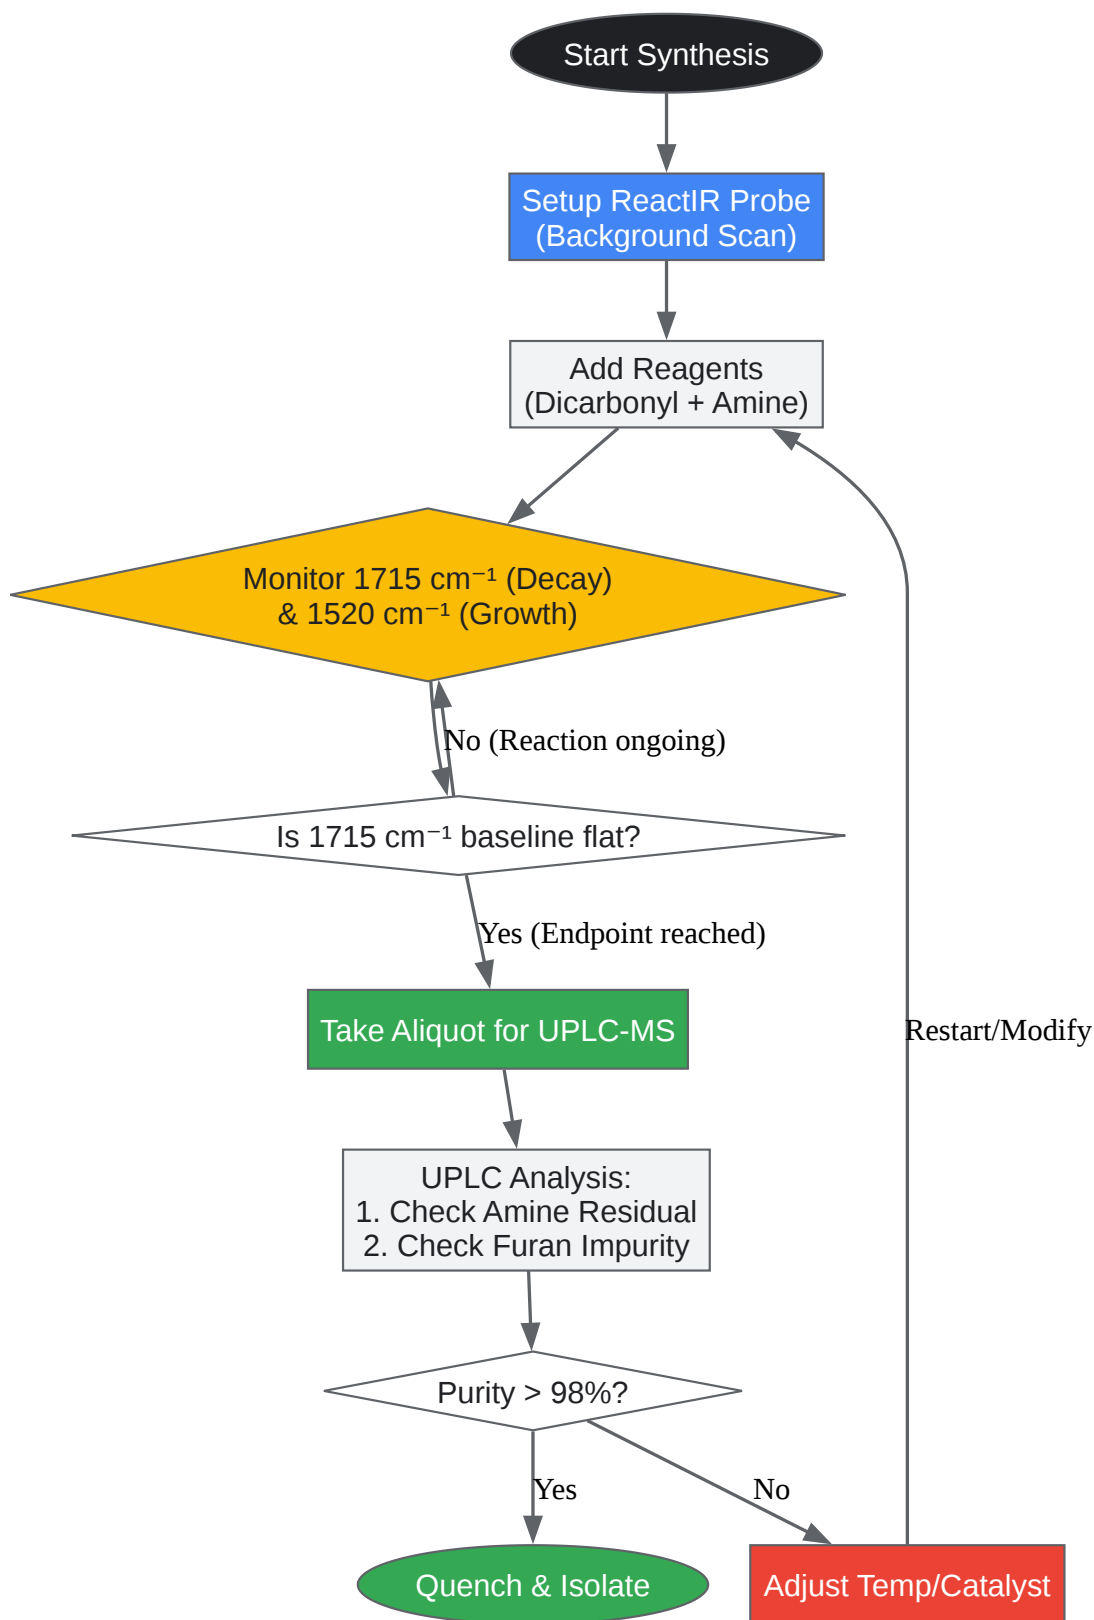 Start Synthesis
Setup ReactIR Probe
(Background Scan)
Add Reagents
(Dicarbonyl + Amine)
Monitor 1715 cm⁻¹ (Decay)
& 1520 cm⁻¹ (Growth)
No (Reaction ongoing)
Is 1715 cm⁻¹ baseline flat?
Yes (Endpoint reached)
Take Aliquot for UPLC-MS
Restart/Modify
UPLC Analysis:
1. Check Amine Residual
2. Check Furan Impurity
Purity > 98%?
Yes
No
Quench & Isolate
Adjust Temp/Catalyst